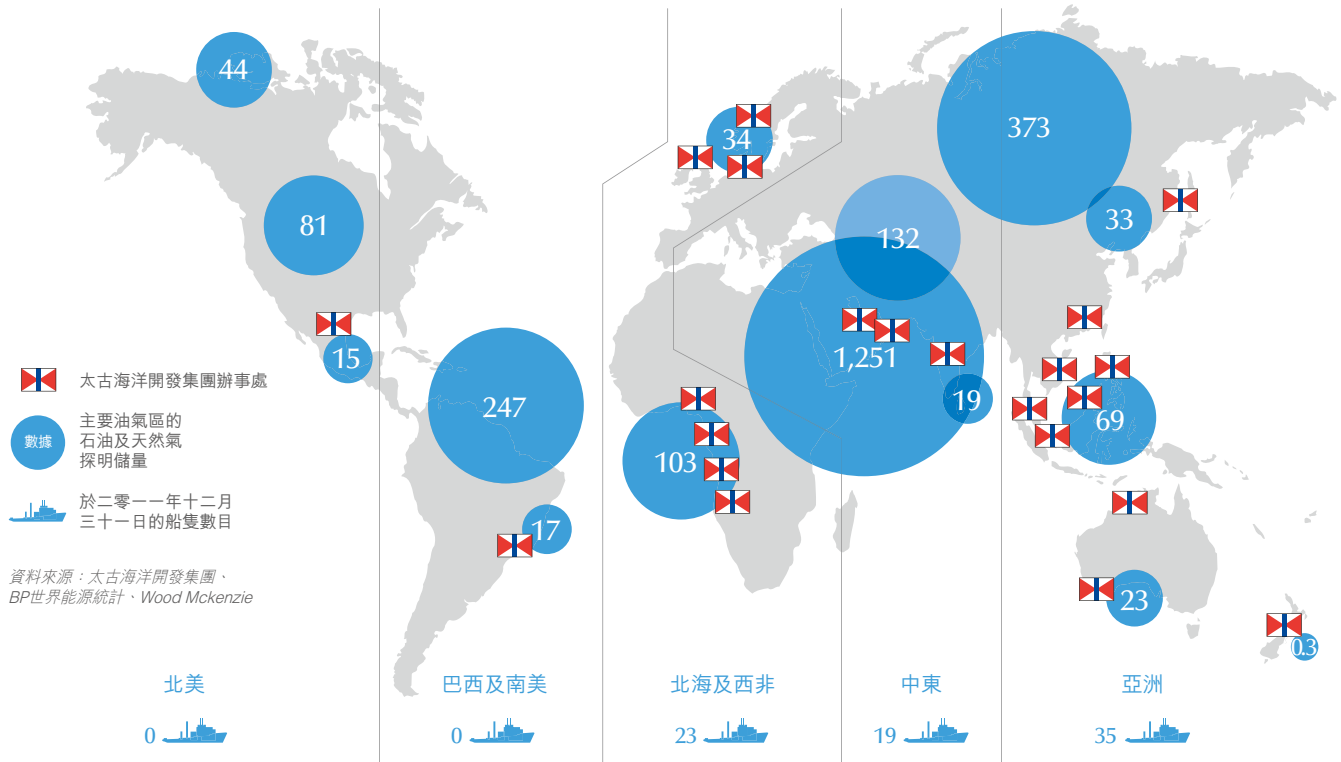 44
373
34
33
81
132
1,251
15
太古海洋開發集團辦事處
247
19
69
數據
主要油氣區的
石油及天然氣
探明儲量
103
於二零一一年十二月
三十一日的船隻數目
17
資料來源：太古海洋開發集團、
BP世界能源統計、Wood Mckenzie
23
0.3
北美
巴西及南美
北海及西非
中東
亞洲
0
0
23
19
35